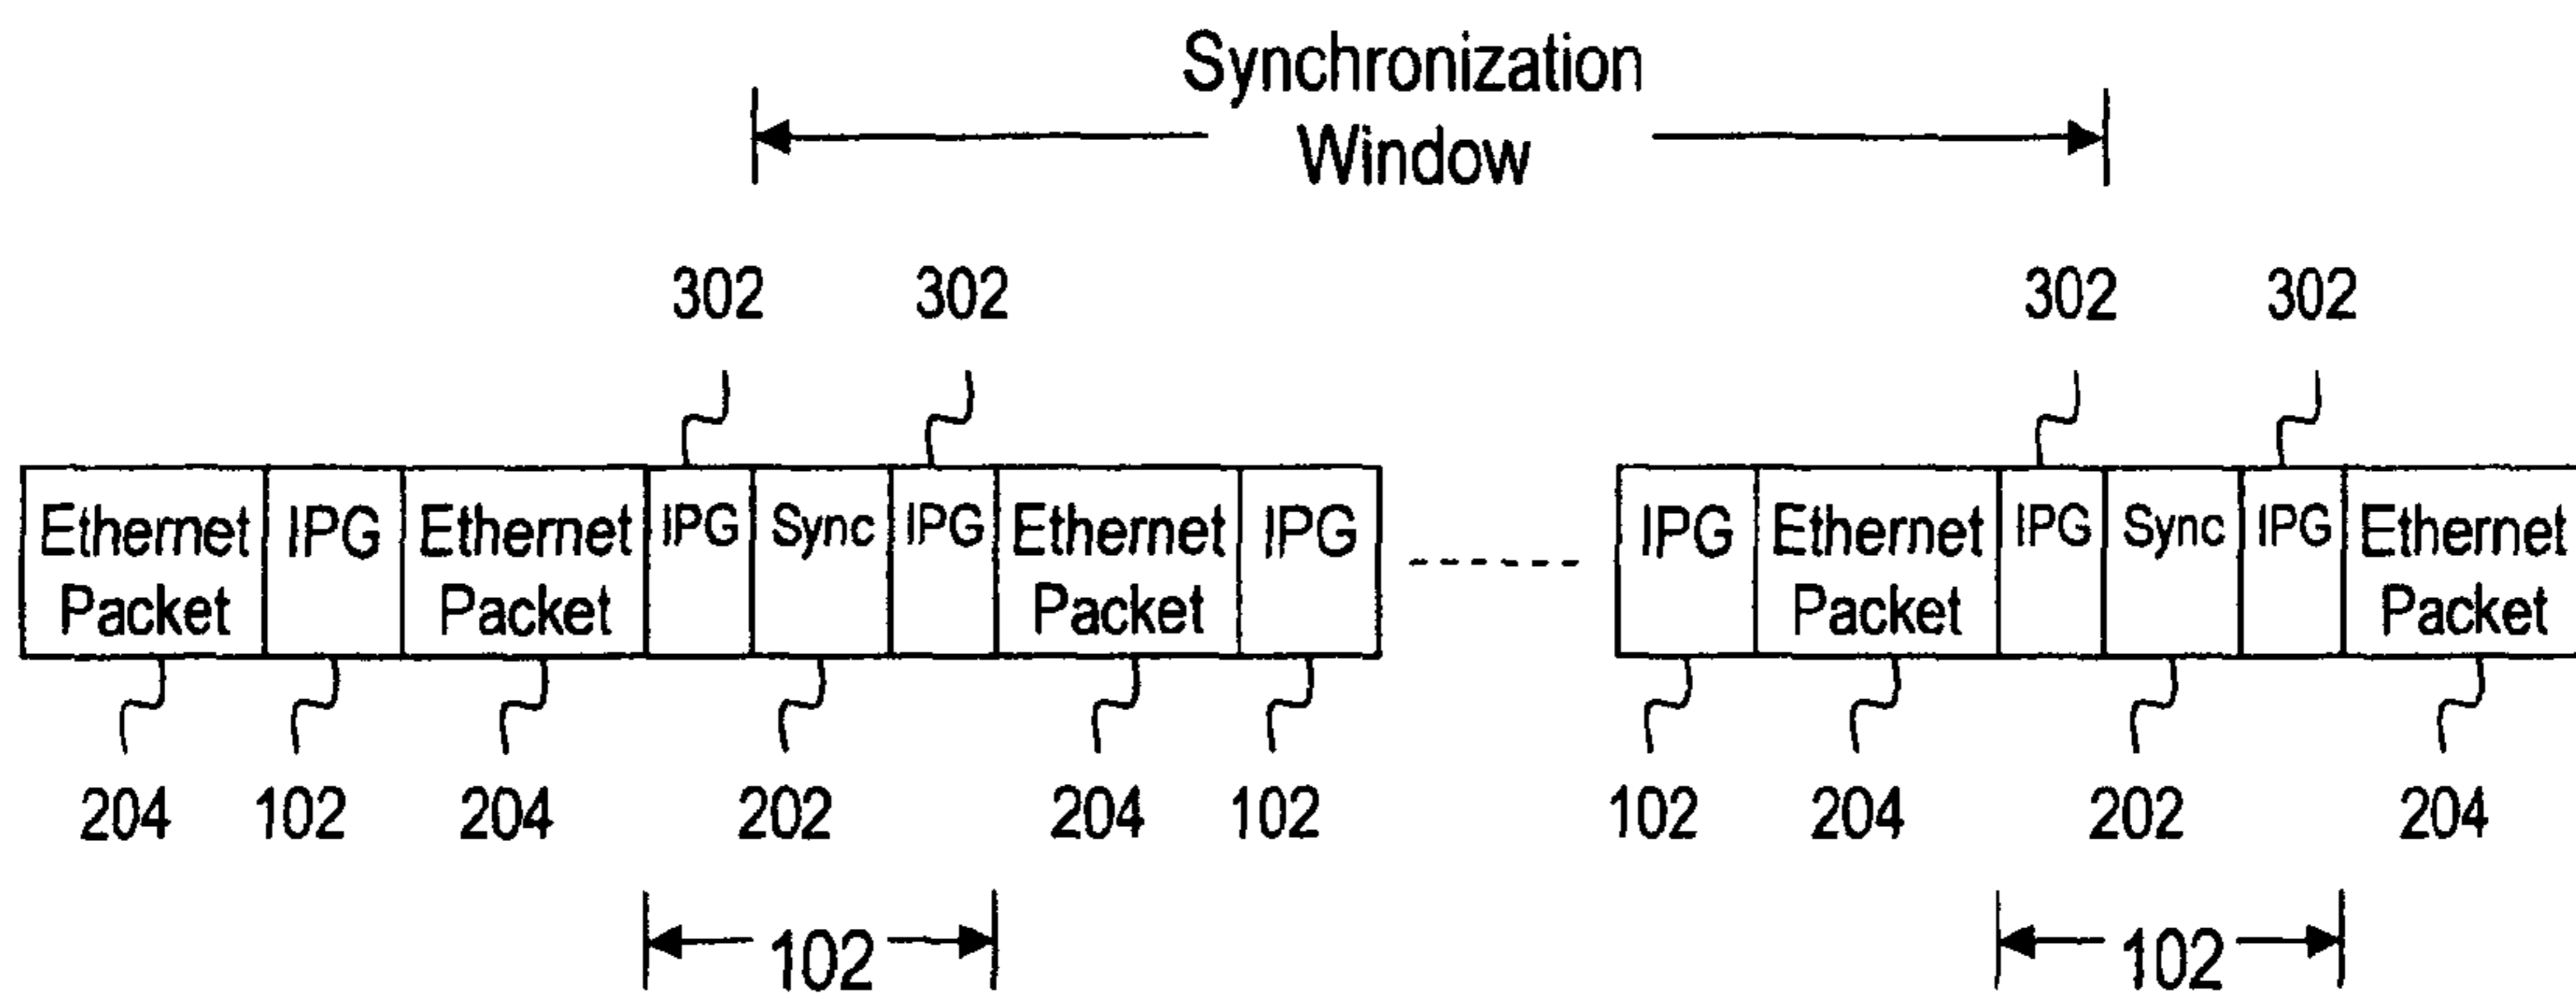 Synchronization
Window
302 302 302 302
Ethernet Packet IPG Ethernet Packet IPG Sync IPG Ethernet Packet IPG IPG Ethernet Packet IPG Sync IPG Ethernet Packet
204 102 204 202 204 102 102 204 202 204
102 102